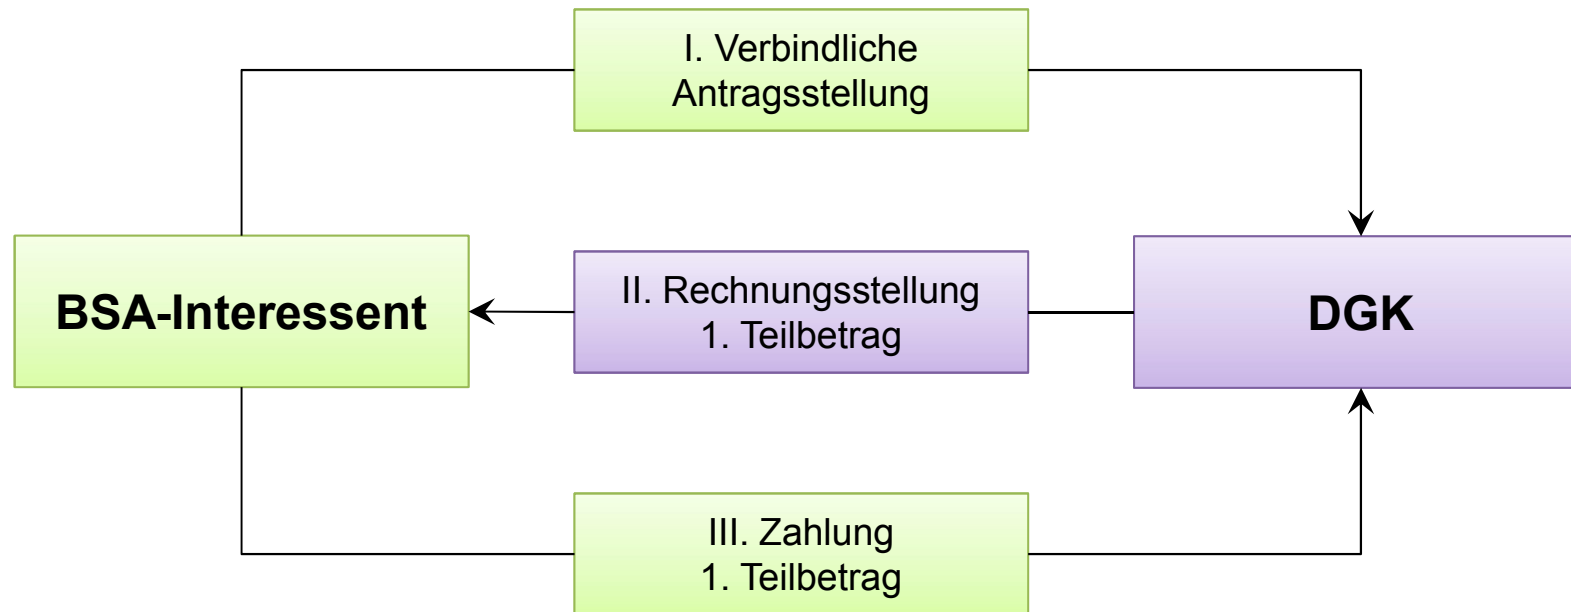 I. Verbindliche
Antragsstellung
BSA-Interessent
II. Rechnungsstellung
1. Teilbetrag
DGK
III. Zahlung
1. Teilbetrag